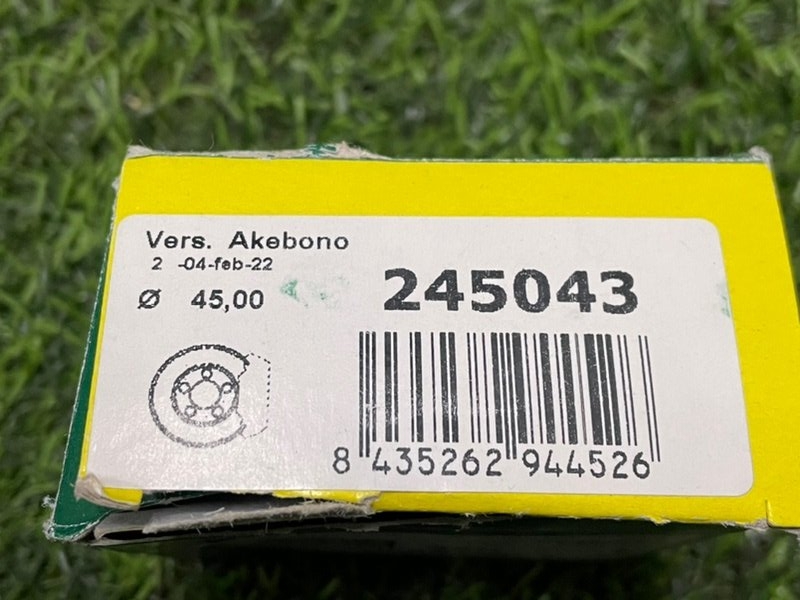 Vers. Akebono
2 -04-feb-22
Ø 45,00
245043
8 435262 944526